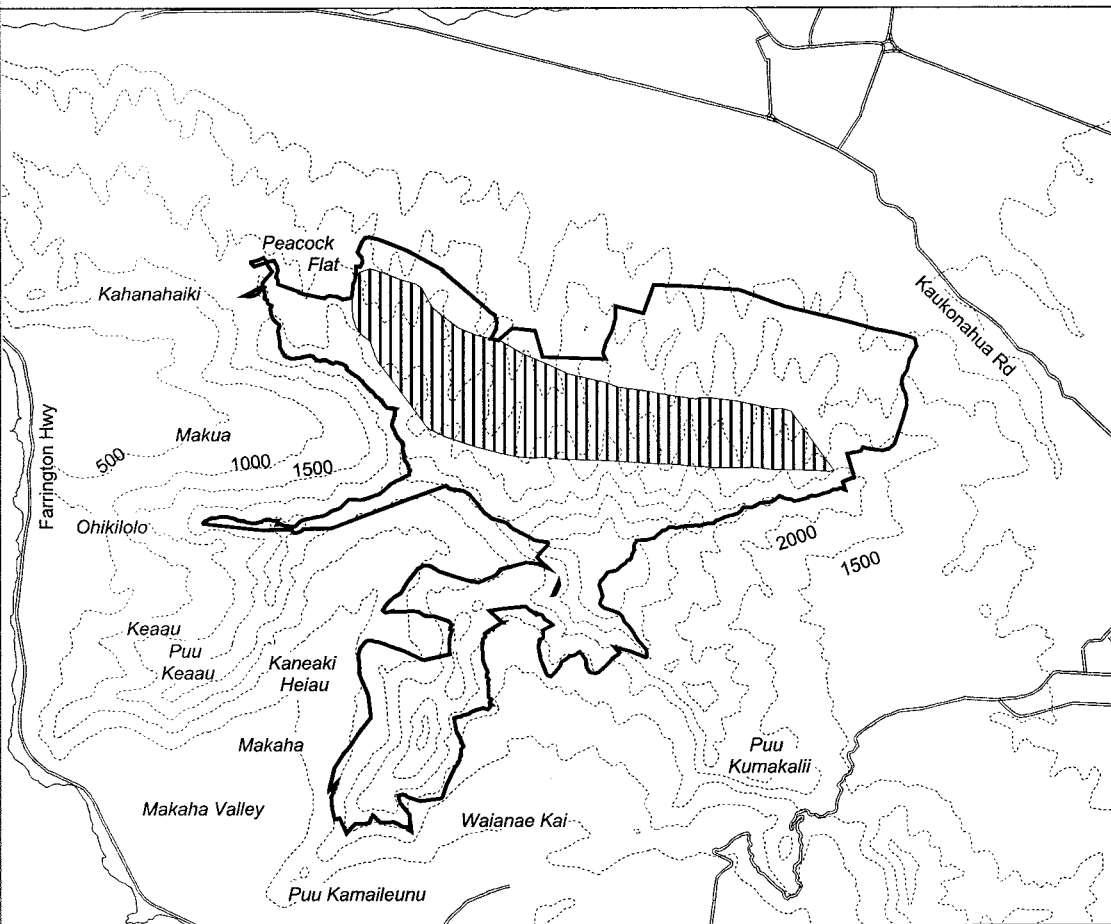 Peacock
Flat
Kahanahaiki
Kaukonahua Rd
Farrington Hwy
Makua
500
1000
1500
Ohikilolo
2000
1500
Keaau
Puu
Keaau
Kaneaki
Heiau
Makaha
Puu
Kumakalii
Makaha Valley
Waianae Kai
Puu Kamaileunu